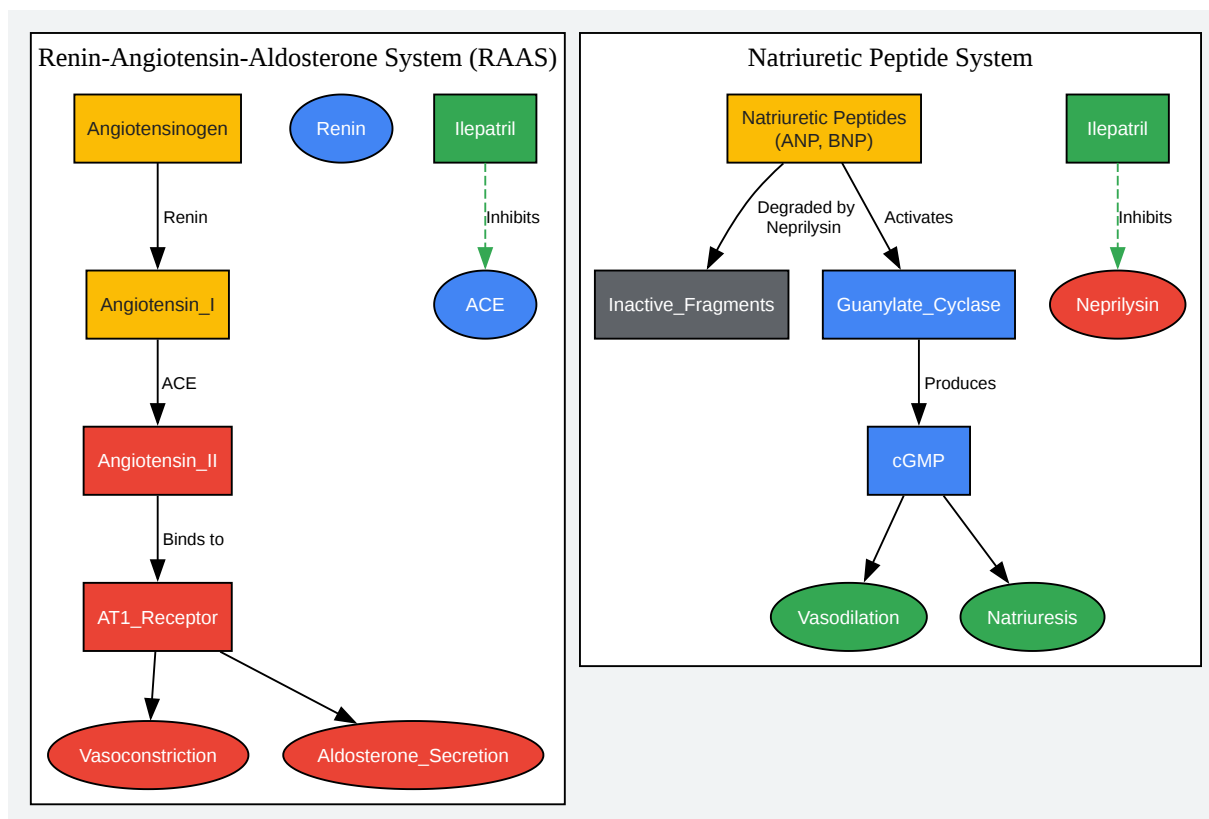 Renin-Angiotensin-Aldosterone System (RAAS)
Angiotensinogen
Renin
Ilepatril
Renin
Inhibits
Angiotensin_I
ACE
ACE
Angiotensin_II
Binds to
AT1_Receptor
Vasoconstriction
Aldosterone_Secretion
Natriuretic Peptide System
Natriuretic Peptides
(ANP, BNP)
Ilepatril
Degraded by
Neprilysin
Activates
Inhibits
Inactive_Fragments
Guanylate_Cyclase
Neprilysin
Produces
cGMP
Vasodilation
Natriuresis